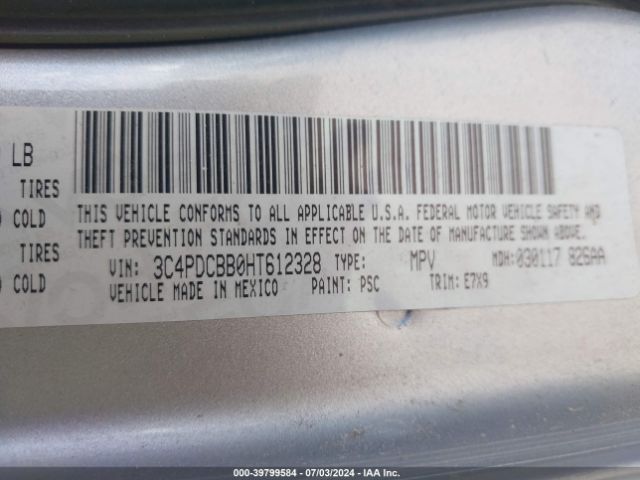 LB
TIRES
COLD
TIRES
COLD
THIS VEHICLE CONFORMS TO ALL APPLICABLE U.S.A. FEDERAL MOTOR VEHICLE SAFETY AND
THEFT PREVENTION STANDARDS IN EFFECT ON THE DATE OF MANUFACTURE SHOWN ABOVE.
VIN: 3C4PDCBB0HT612328 TYPE: MPV MDH: 030117 826AA
VEHICLE MADE IN MEXICO PAINT: PSC TRIM: E7X9
000-39799584 / 07/03/2024 - IAA Inc.